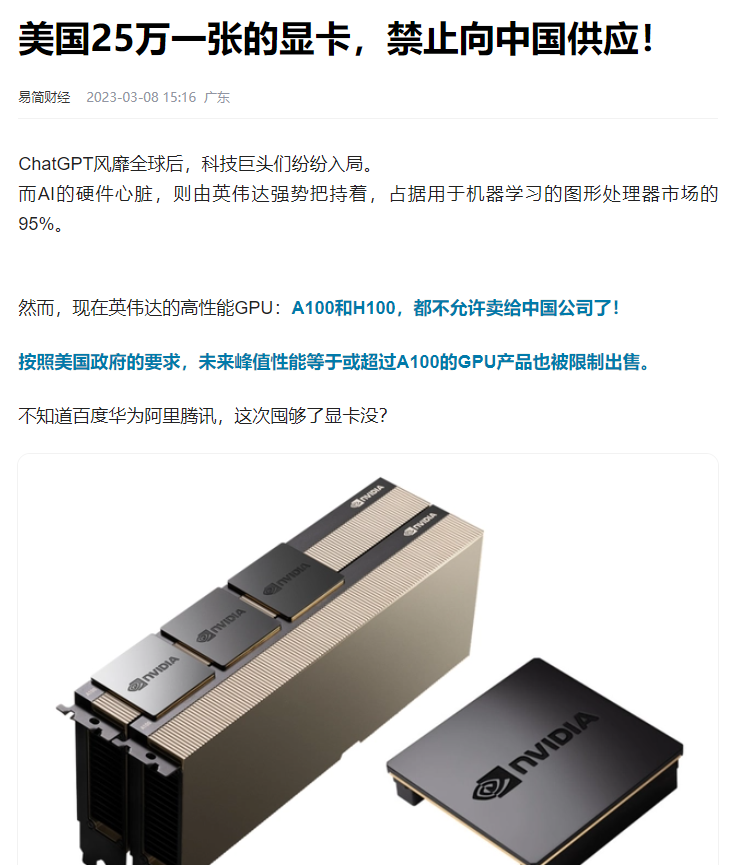 美国25万一张的显卡，禁止向中国供应！
易简财经 2023-03-08 15:16 广东
ChatGPT风靡全球后，科技巨头们纷纷入局。
而AI的硬件心脏，则由英伟达强势把持着，占据用于机器学习的图形处理器市场的
95%。
然而，现在英伟达的高性能GPU：A100和H100，都不允许卖给中国公司了！
按照美国政府的要求，未来峰值性能等于或超过A100的GPU产品也被限制出售。
不知道百度华为阿里腾讯，这次囤够了显卡没？
NVIDIA
NVIDIA
NVIDIA
NVIDIA
NVIDIA
NVIDIA